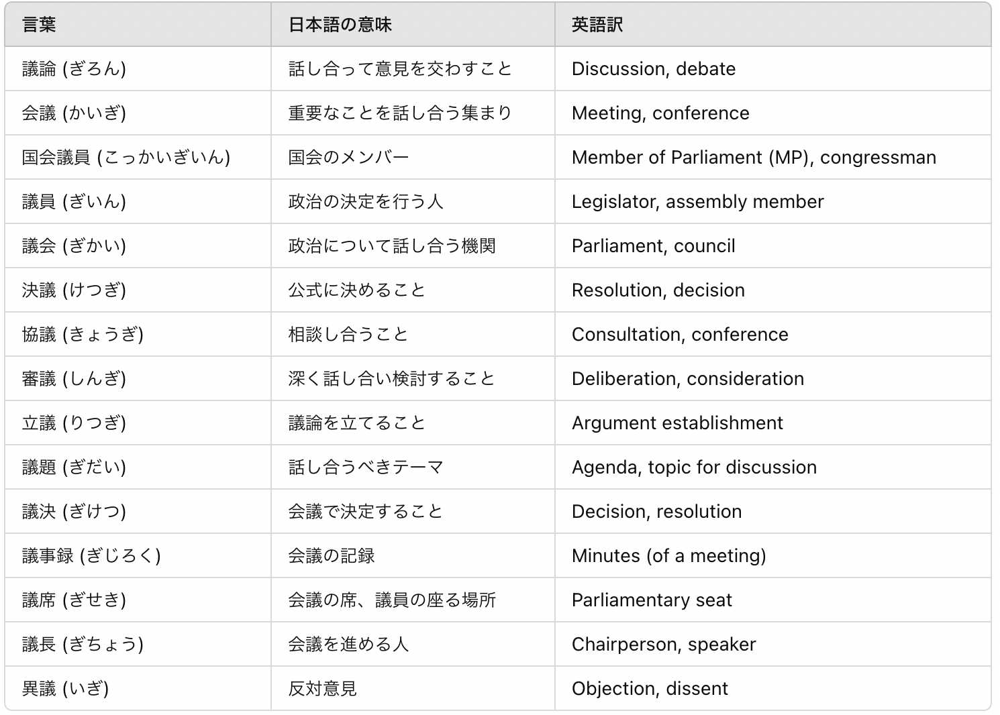 言葉 日本語の意味 英語訳
議論 (ぎろん) 話し合って意見を交わすこと Discussion, debate
会議 (かいぎ) 重要なことを話し合う集まり Meeting, conference
国会議員 (こっかいぎいん) 国会のメンバー Member of Parliament (MP), congressman
議員 (ぎいん) 政治の決定を行う人 Legislator, assembly member
議会 (ぎかい) 政治について話し合う機関 Parliament, council
決議 (けつぎ) 公式に決めること Resolution, decision
協議 (きょうぎ) 相談し合うこと Consultation, conference
審議 (しんぎ) 深く話し合い検討すること Deliberation, consideration
立議 (りつぎ) 議論を立てること Argument establishment
議題 (ぎだい) 話し合うべきテーマ Agenda, topic for discussion
議決 (ぎけつ) 会議で決定すること Decision, resolution
議事録 (ぎじろく) 会議の記録 Minutes (of a meeting)
議席 (ぎせき) 会議の席、議員の座る場所 Parliamentary seat
議長 (ぎちょう) 会議を進める人 Chairperson, speaker
異議 (いぎ) 反対意見 Objection, dissent